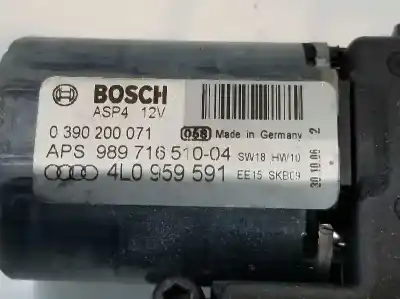 BOSCH
ASP4 12V
0 390 200 071 058 Made in Germany
APS 989 716 510-04 SW18 HW10
4L0 959 591 EE15 SKB09
30.10.06 2